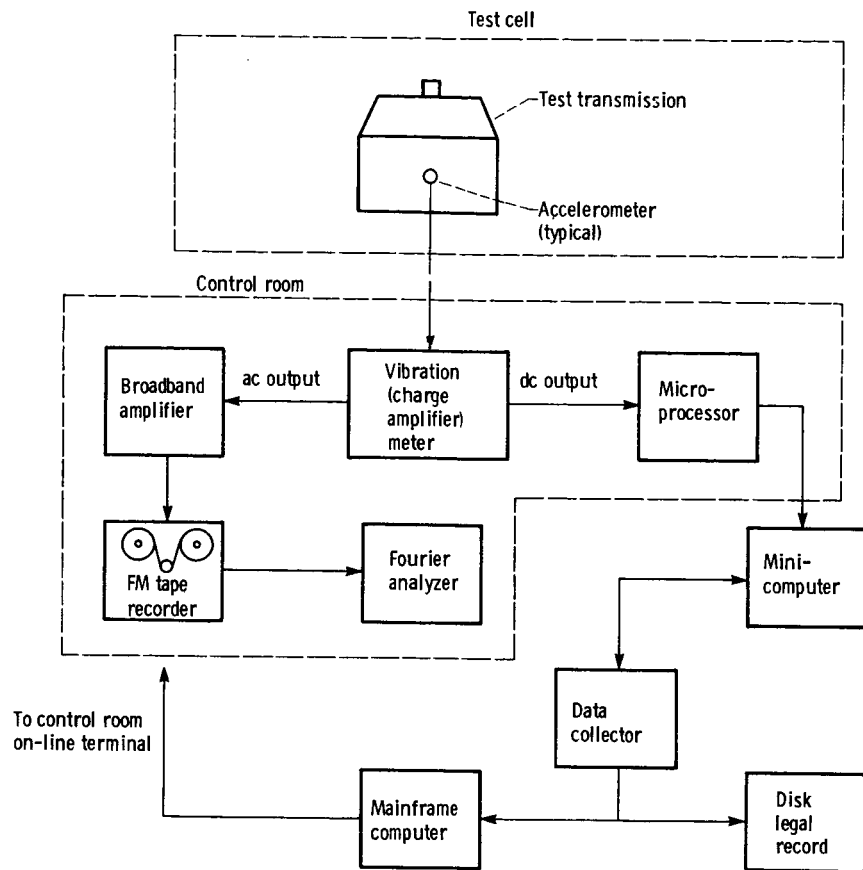 Test cell
Test transmission
Accelerometer
(typical)
Control room
Broadband
amplifier
ac output
Vibration
(charge
amplifier)
meter
dc output
Micro-
processor
FM tape
recorder
Fourier
analyzer
Mini-
computer
To control room
on-line terminal
Data
collector
Mainframe
computer
Disk
legal
record